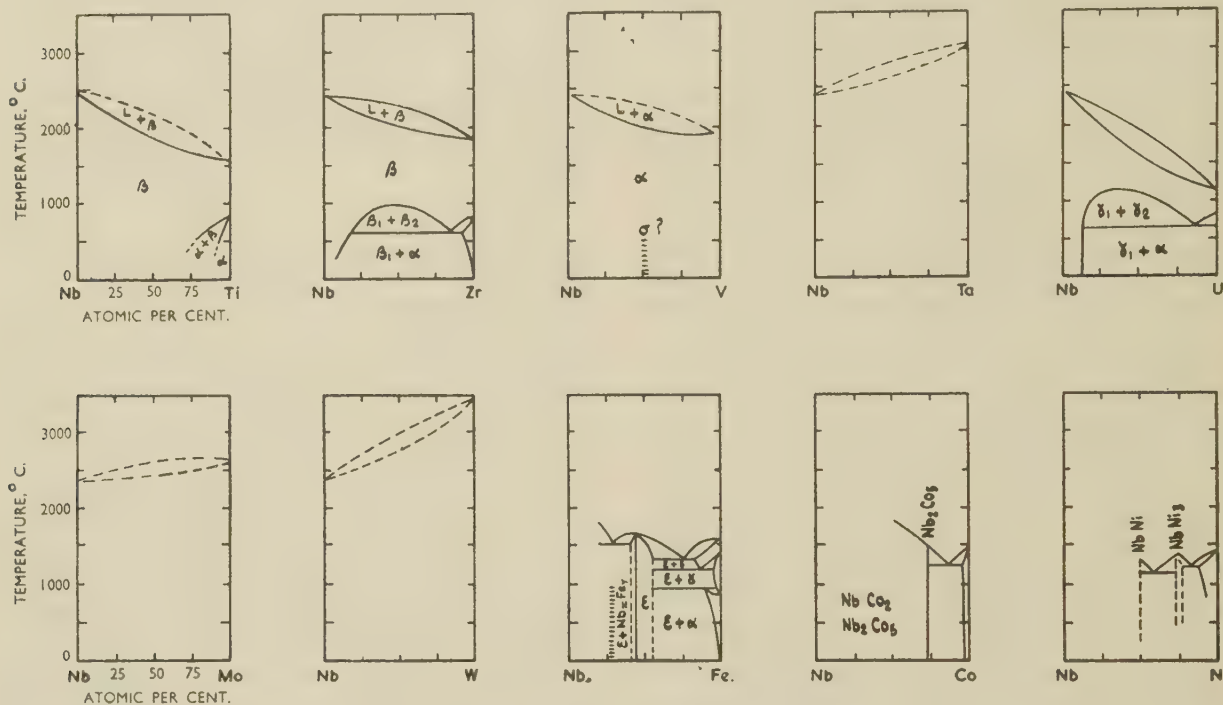 TEMPERATURE, °C.
3000
2000
1000
0
L + β
β
α + β
α
Nb 25 50 75 Ti
ATOMIC PER CENT.
L + β
β
β₁ + β₂
β₁ + α
Nb Zr
L + α
α
σ ?
Nb V
Nb Ta
γ₁ + γ₂
γ₁ + α
Nb U
TEMPERATURE, °C.
3000
2000
1000
0
Nb 25 50 75 Mo
ATOMIC PER CENT.
Nb W
ε + Nbₓ Feᵧ
ε
ε + γ
ε + α
Nb. Fe.
Nb₂ Co₅
Nb Co₂
Nb₂ Co₅
Nb Co
Nb Ni
Nb Ni₃
Nb N